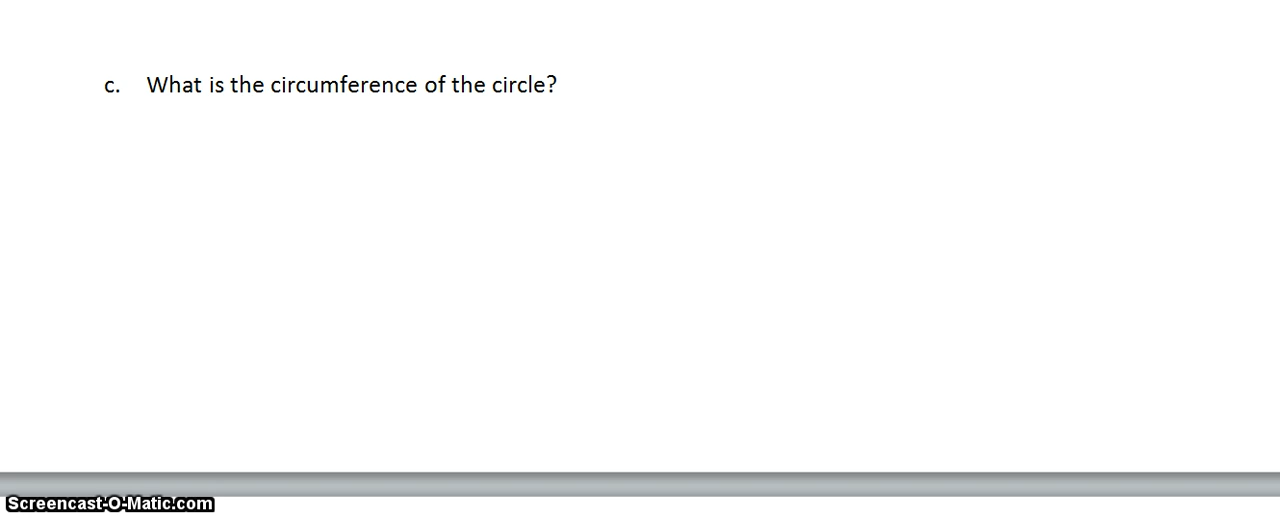 c. What is the circumference of the circle?
Screencast-O-Matic.com